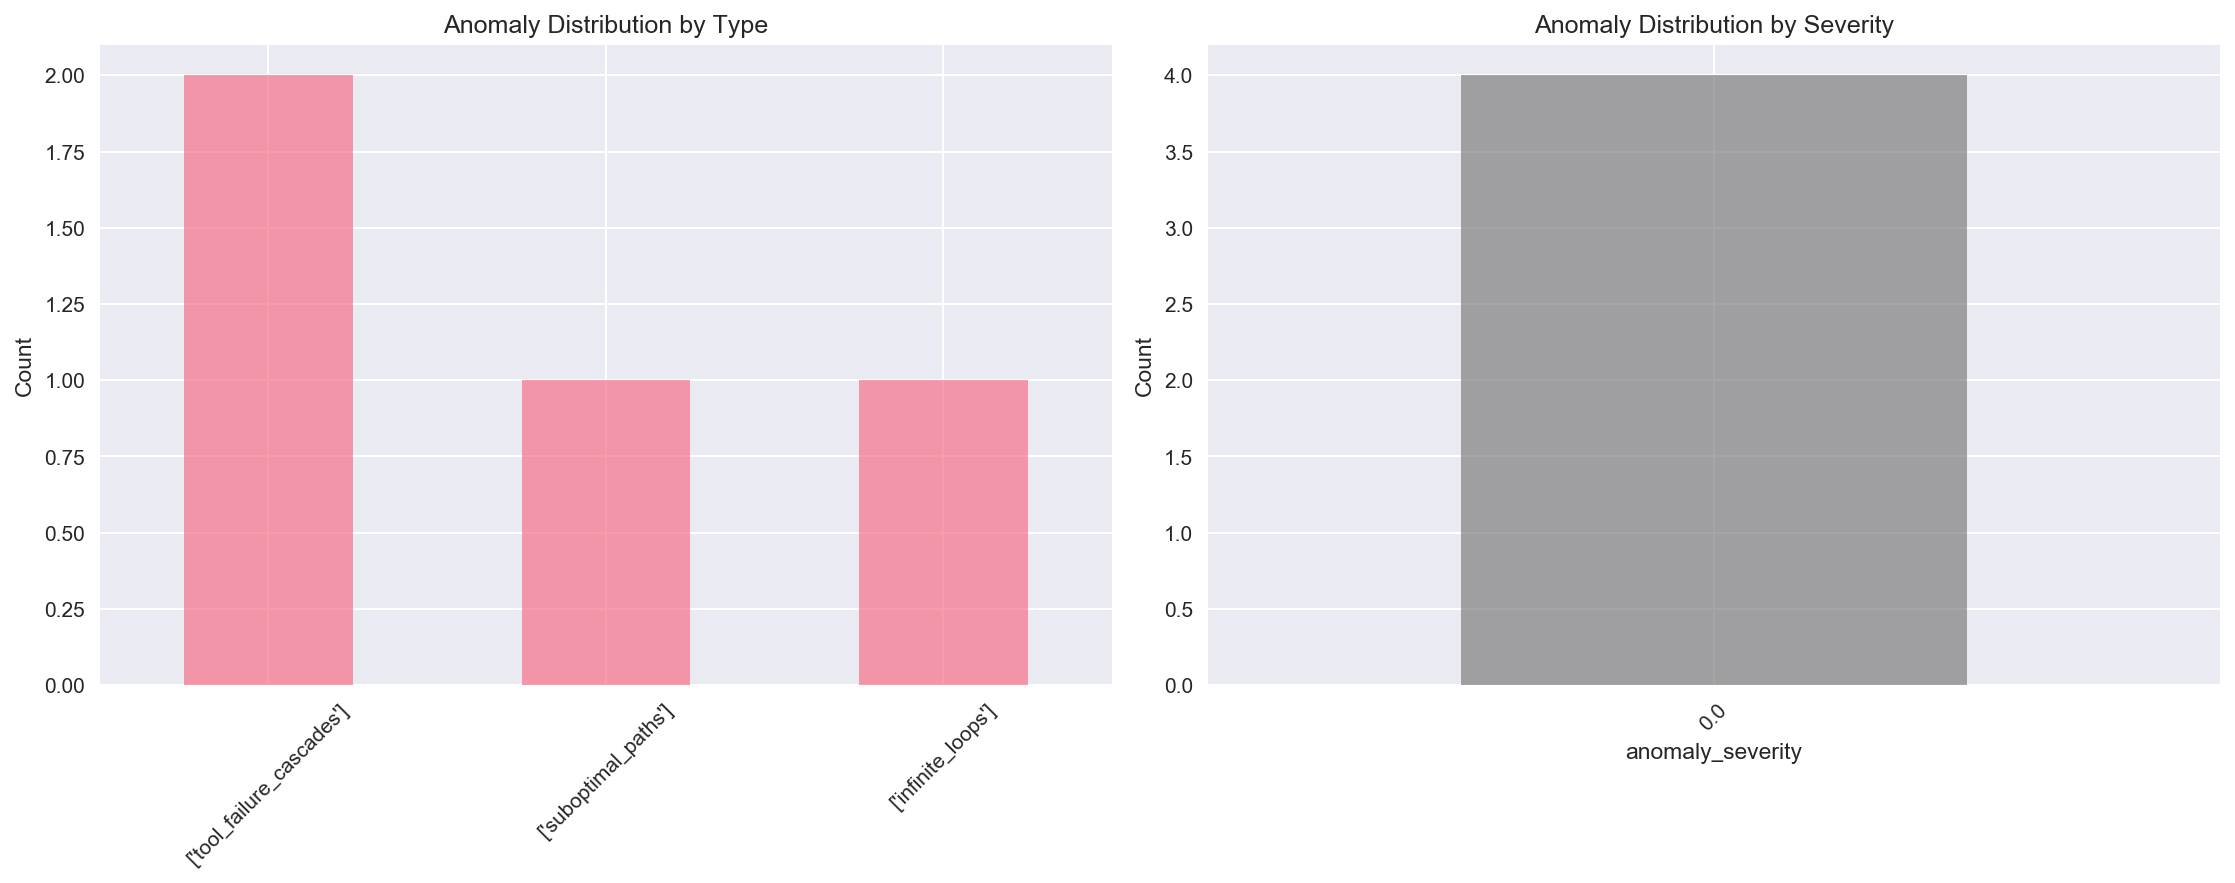 Anomaly Distribution by Type
Count
2.00
1.75
1.50
1.25
1.00
0.75
0.50
0.25
0.00
['tool_failure_cascades']
['suboptimal_paths']
['infinite_loops']
Anomaly Distribution by Severity
Count
4.0
3.5
3.0
2.5
2.0
1.5
1.0
0.5
0.0
0.0
anomaly_severity